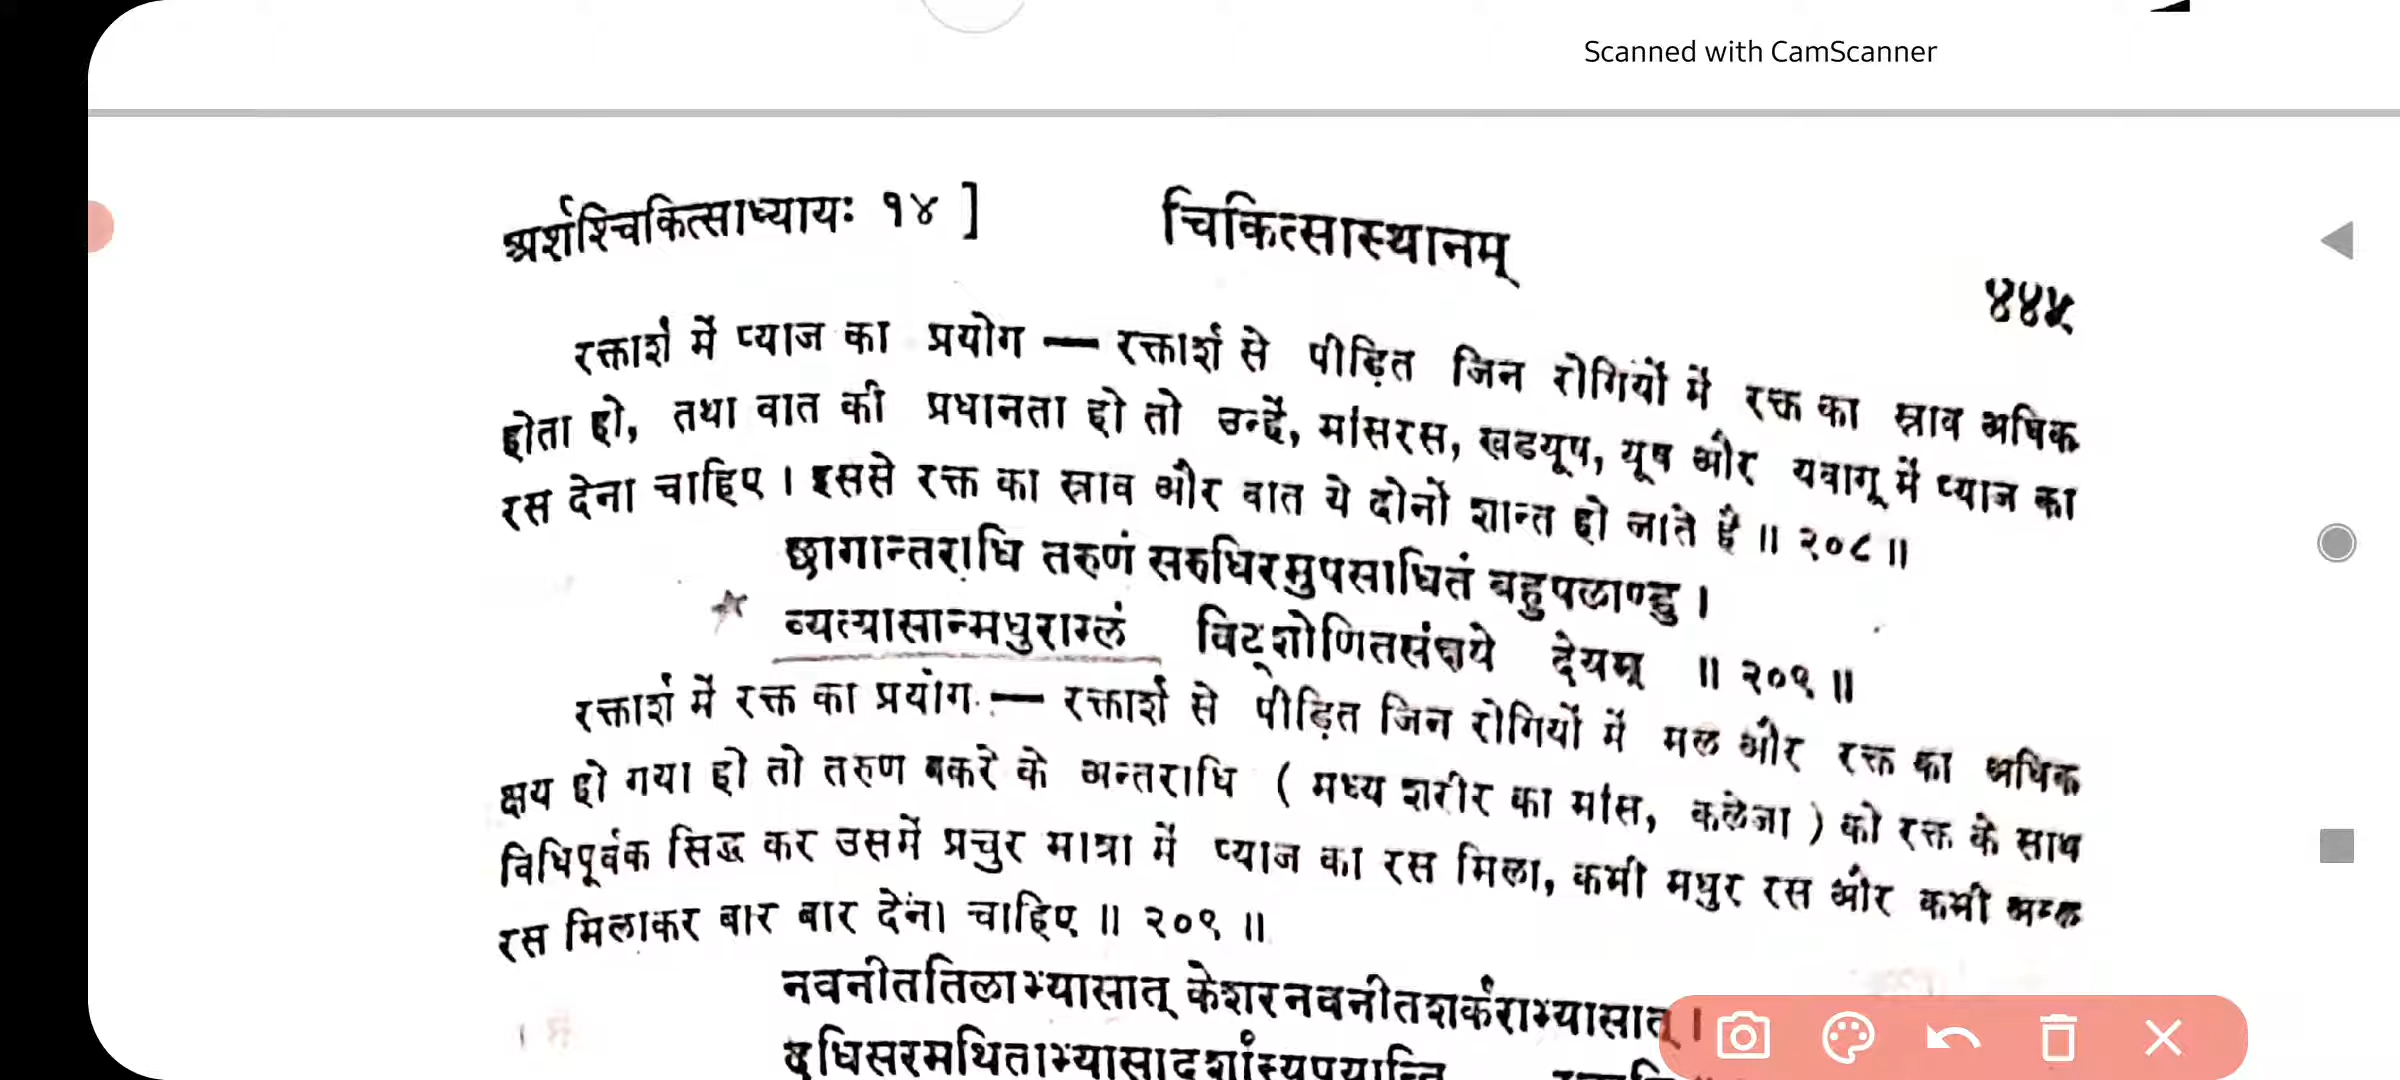 Scanned with CamScanner
अर्शश्चिकित्साध्यायः १४ ] चिकित्सास्थानम् ४४५
रक्तार्श में प्याज का प्रयोग — रक्तार्श से पीड़ित जिन रोगियों में रक्त का स्राव अधिक
होता हो, तथा वात की प्रधानता हो तो उन्हें, मांसरस, खडयूष, यूष और यवागू में प्याज का
रस देना चाहिए । इससे रक्त का स्राव और वात ये दोनों शान्त हो जाते हैं ॥ २०८ ॥
छागान्तराधि तरुणं सरुधिरमुपसाधितं बहुपलाण्डु ।
व्यत्यासान्मधुराम्लं विट्शोणितसंक्षये देयम् ॥ २०९ ॥
रक्तार्श में रक्त का प्रयोग — रक्तार्श से पीड़ित जिन रोगियों में मल और रक्त का अधिक
क्षय हो गया हो तो तरुण बकरे के अन्तराधि ( मध्य शरीर का मांस, कलेजा ) को रक्त के साथ
विधिपूर्वक सिद्ध कर उसमें प्रचुर मात्रा में प्याज का रस मिला, कभी मधुर रस और कभी अम्ल
रस मिलाकर बार बार देना चाहिए ॥ २०९ ॥
नवनीततिलाभ्यासात् केशरनवनीतशर्कराभ्यासात् ।
दधिसरमथिताभ्यासादर्शांस्यपयान्ति